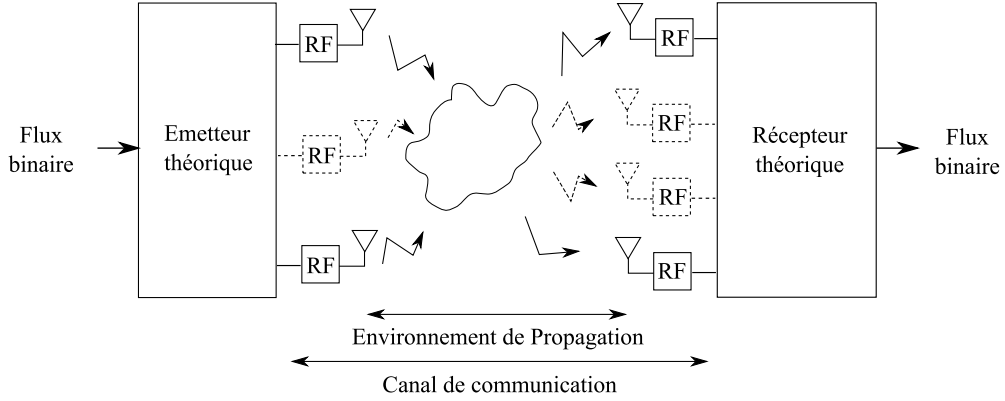 Flux
binaire
Emetteur
théorique
RF
RF
RF
RF
RF
RF
RF
Récepteur
théorique
Flux
binaire
Environnement de Propagation
Canal de communication